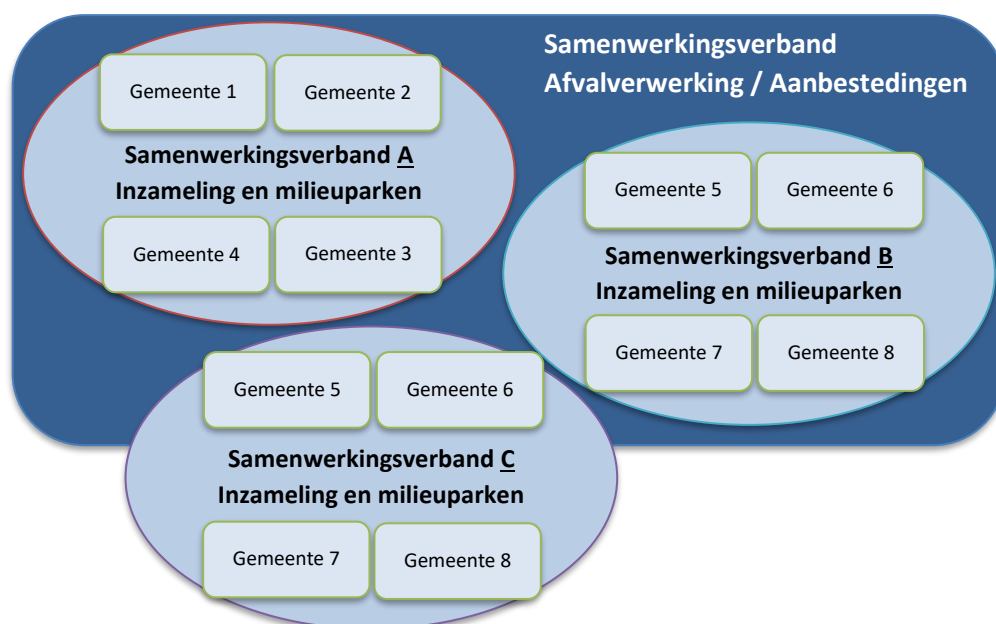 Samenwerkingsverband
Afvalverwerking / Aanbestedingen
Gemeente 1
Gemeente 2
Samenwerkingsverband A
Inzameling en milieuparken
Gemeente 4
Gemeente 3
Gemeente 5
Gemeente 6
Samenwerkingsverband B
Inzameling en milieuparken
Gemeente 7
Gemeente 8
Gemeente 5
Gemeente 6
Samenwerkingsverband C
Inzameling en milieuparken
Gemeente 7
Gemeente 8